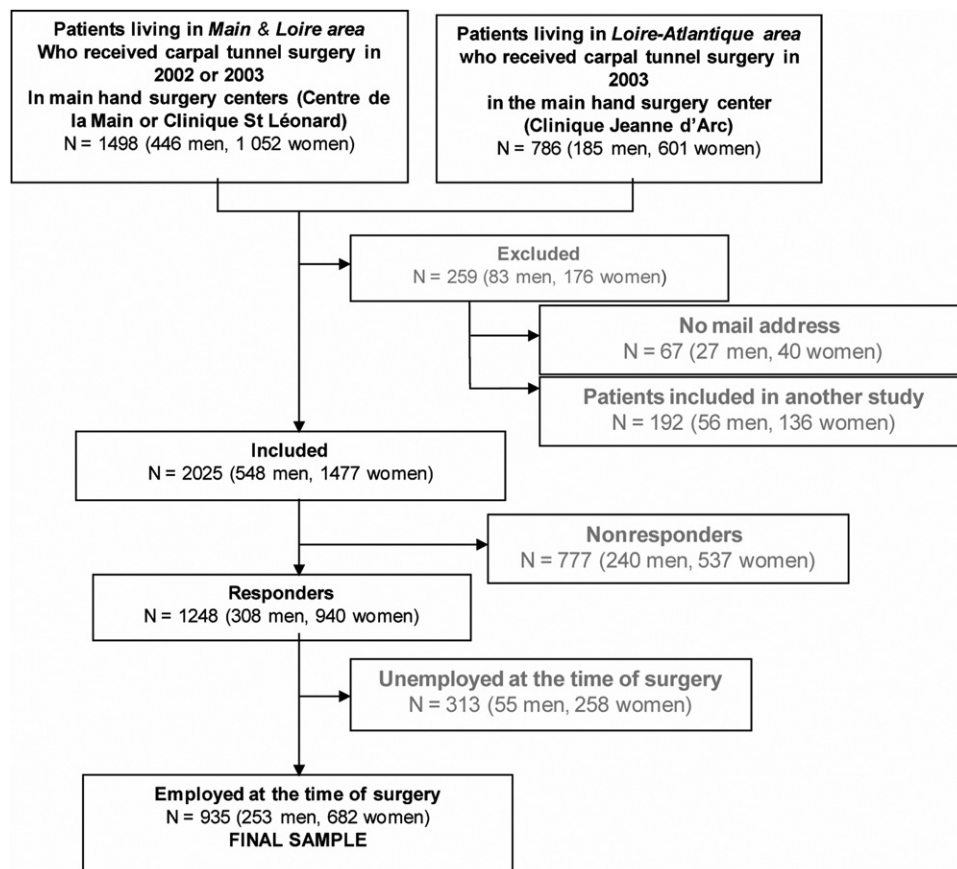 Patients living in Main & Loire area
Who received carpal tunnel surgery in
2002 or 2003
In main hand surgery centers (Centre de
la Main or Clinique St Léonard)
N = 1498 (446 men, 1 052 women)
Patients living in Loire-Atlantique area
who received carpal tunnel surgery in
2003
in the main hand surgery center
(Clinique Jeanne d'Arc)
N = 786 (185 men, 601 women)
Excluded
N = 259 (83 men, 176 women)
No mail address
N = 67 (27 men, 40 women)
Patients included in another study
N = 192 (56 men, 136 women)
Included
N = 2025 (548 men, 1477 women)
Nonresponders
N = 777 (240 men, 537 women)
Responders
N = 1248 (308 men, 940 women)
Unemployed at the time of surgery
N = 313 (55 men, 258 women)
Employed at the time of surgery
N = 935 (253 men, 682 women)
FINAL SAMPLE